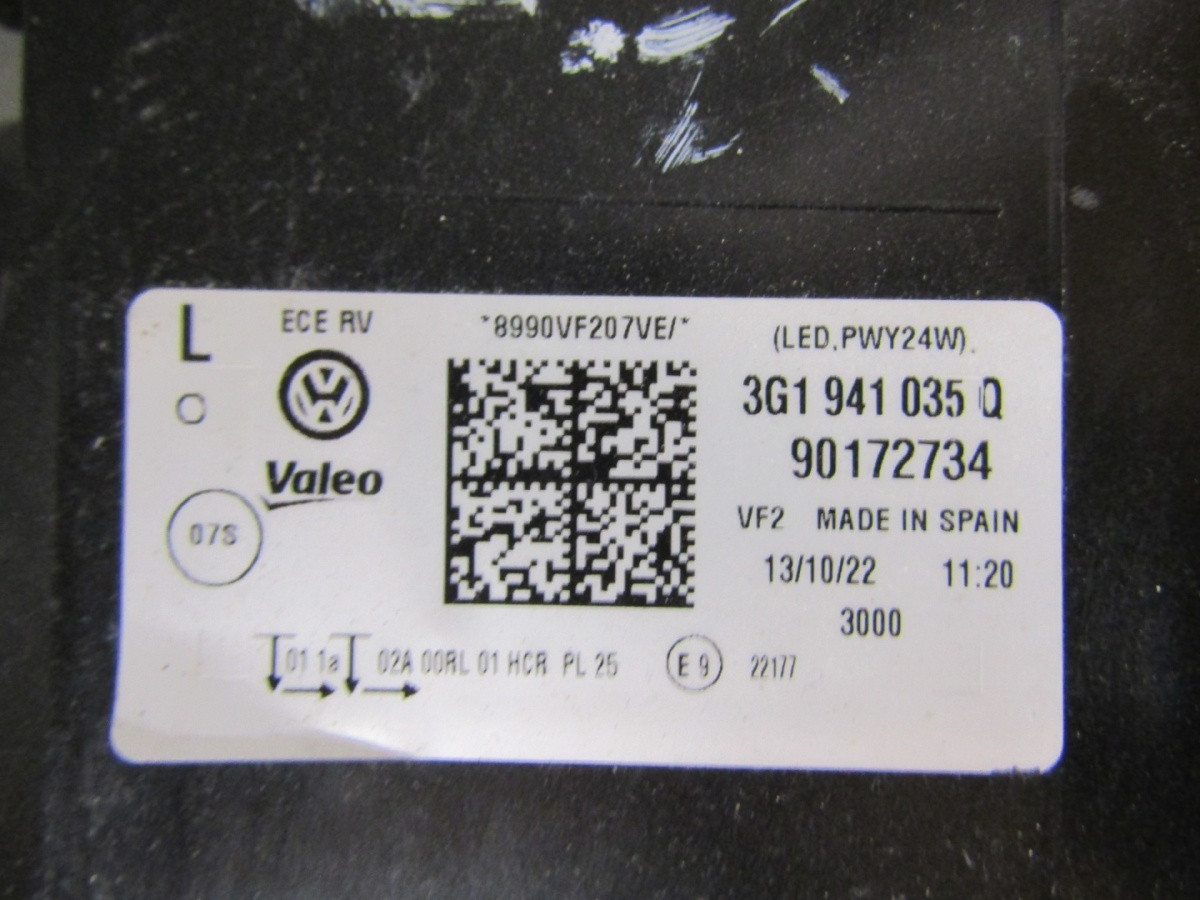 L ECE RV *8990VF207VE/* (LED,PWY24W).
3G1 941 035 Q
Valeo 90172734
07S VF2 MADE IN SPAIN
13/10/22 11:20
3000
01 1a 02A 00RL 01 HCR PL 25 E 9 22177